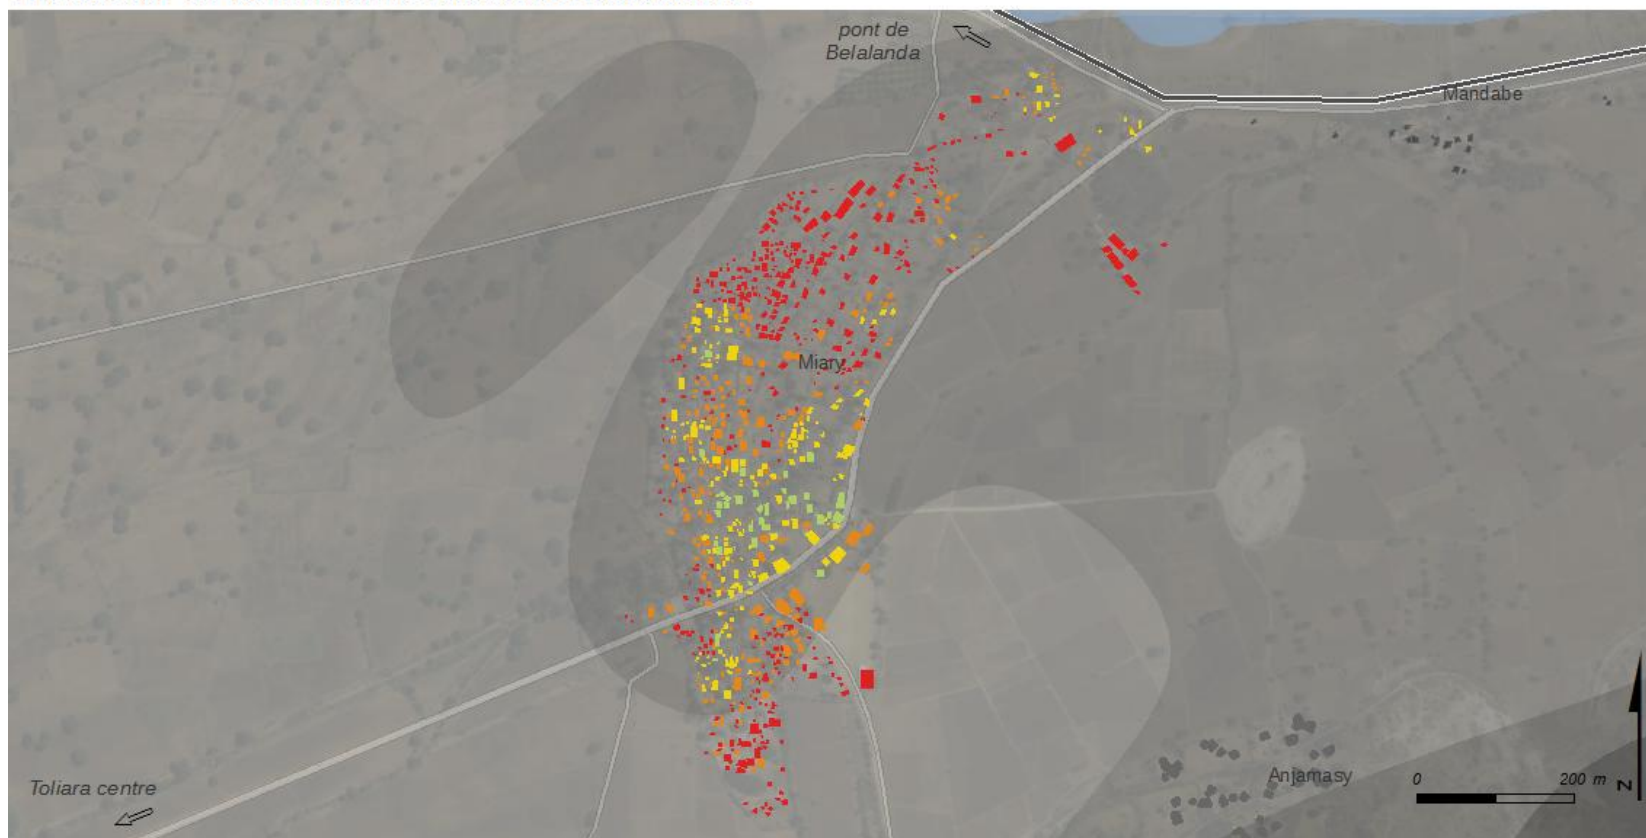 pont de
Belalanda
Mandabe
Miary
Toliara centre
Anjamasy
0 200 m
N